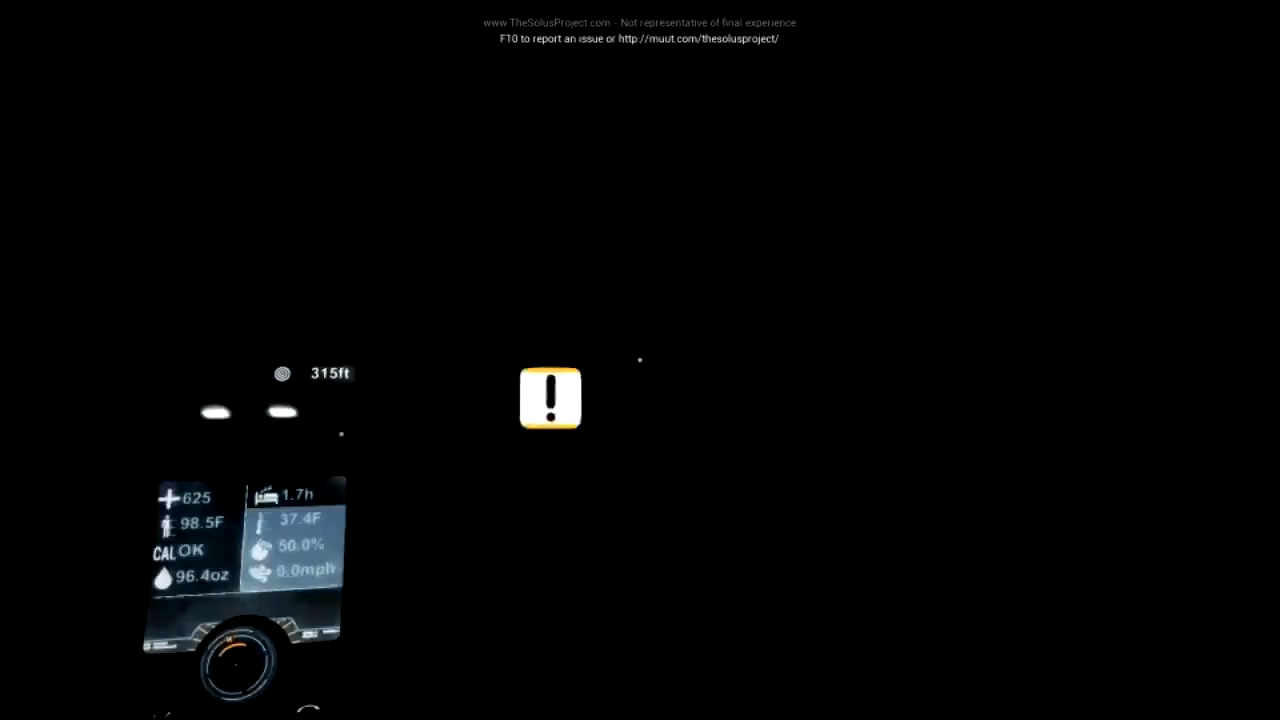 www TheSolusProject.com - Not representative of final experience
F10 to report an issue or http://muut.com/thesolusproject/
315ft
!
625
1.7h
98.5F
37.4F
CAL OK
50.0%
96.4oz
0.0mph